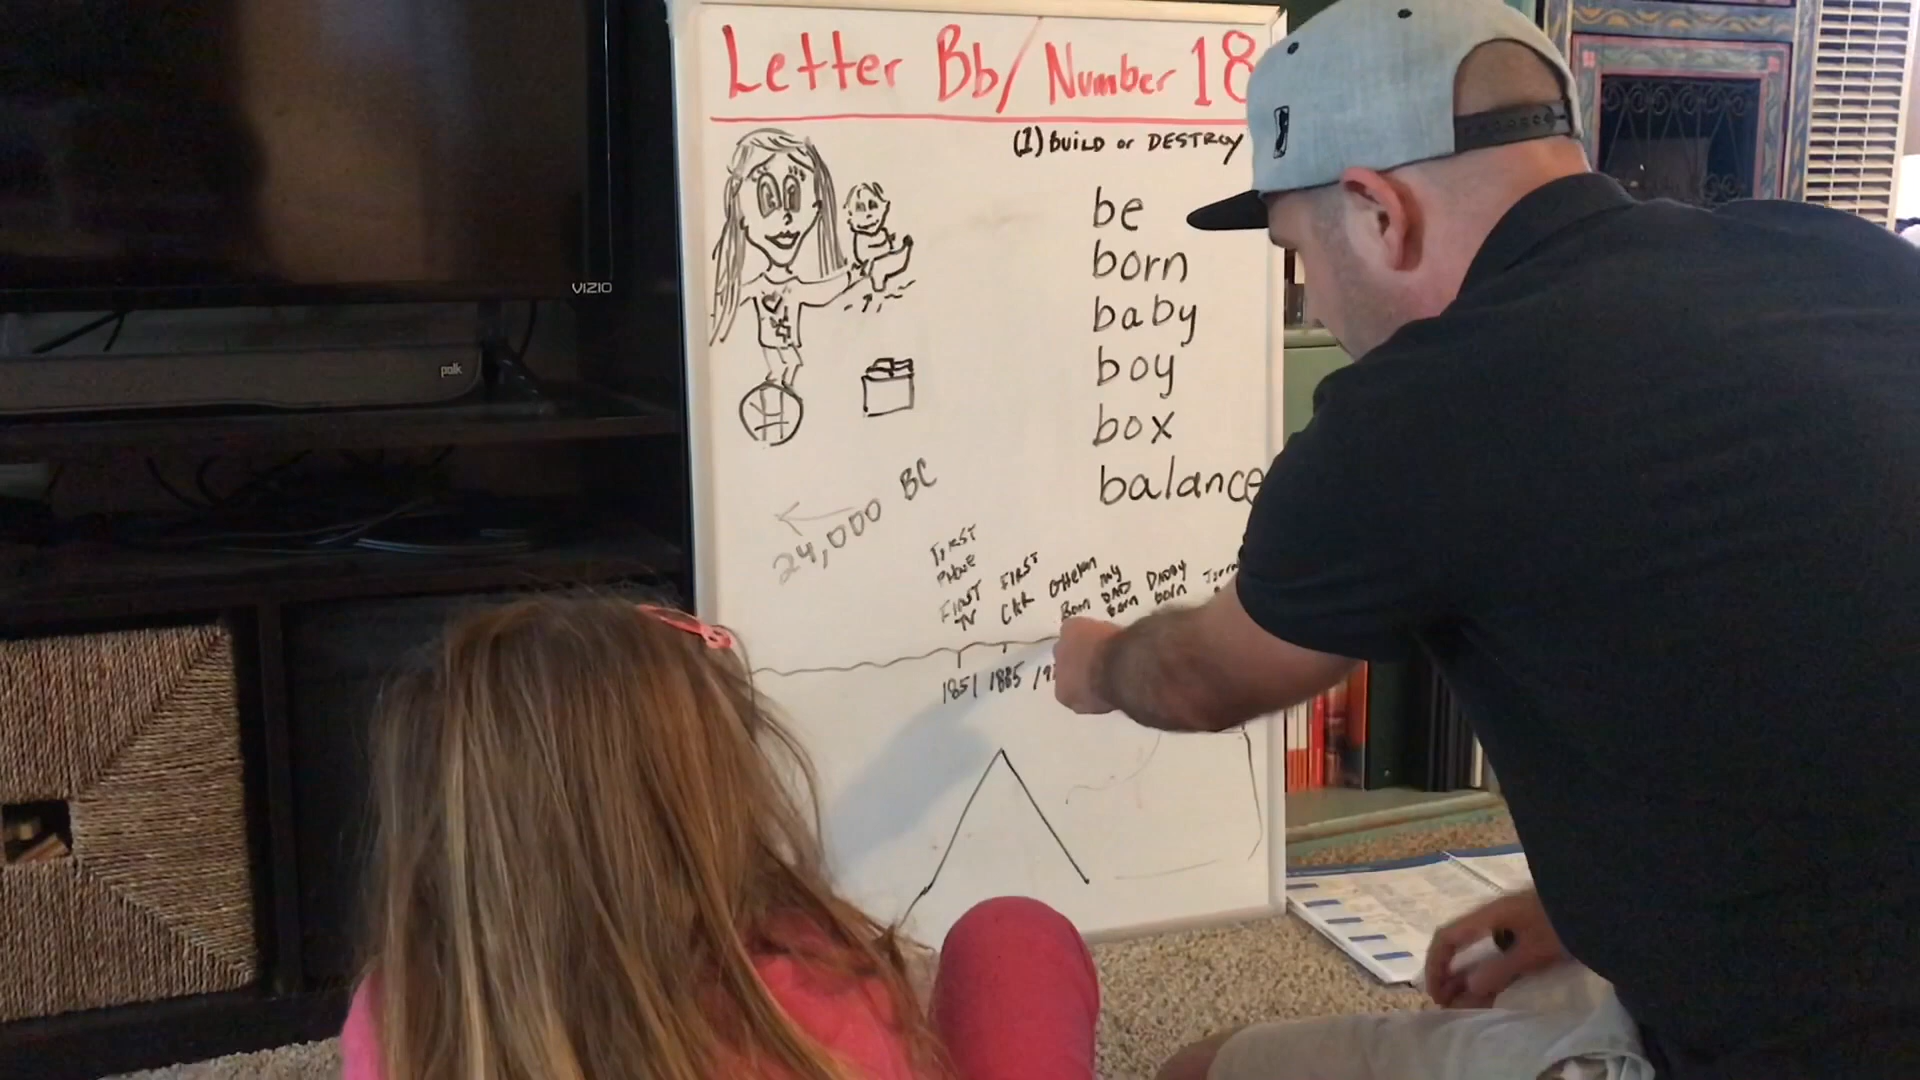 Letter Bb/ Number 18
(1) BUILD or DESTROY
be
born
baby
boy
box
balance
24,000 BC
FIRST
PHONE
FIRST
TV
FIRST
CAR
Born
MY
DAD
Born
DADDY
born
1851 1885
VIZIO
polk